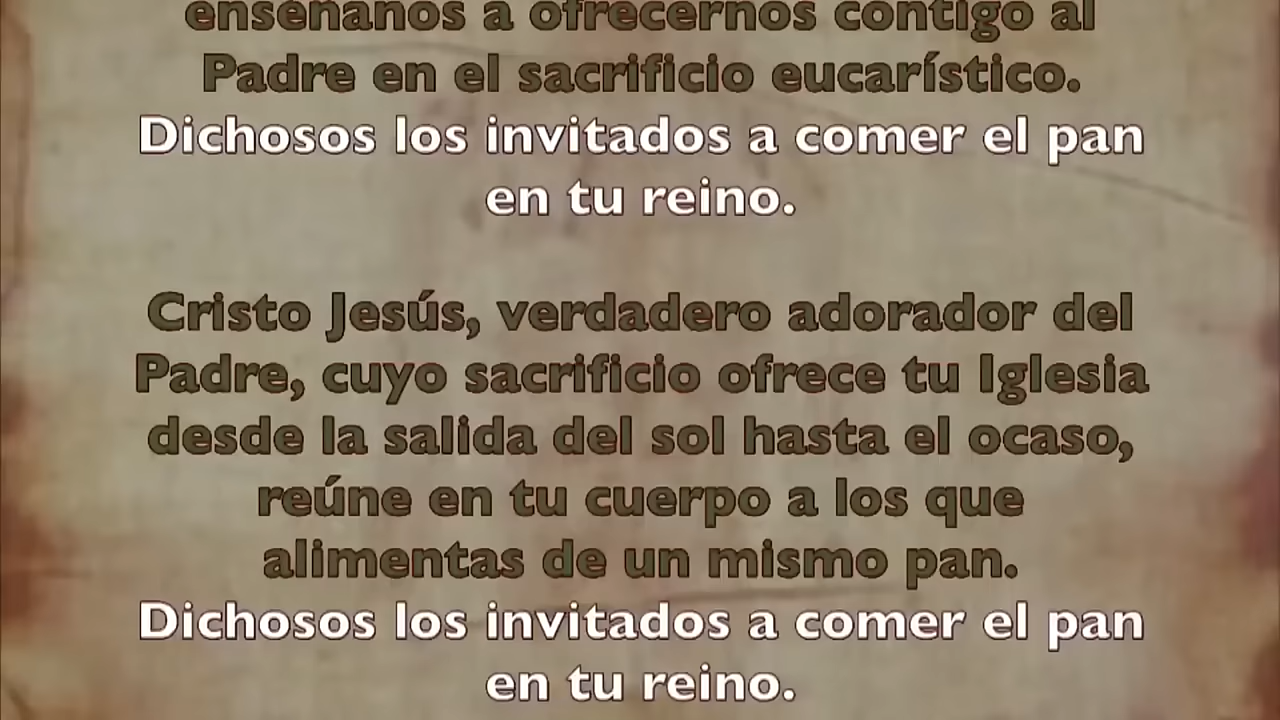 enséñanos a ofrecernos contigo al
Padre en el sacrificio eucarístico.
Dichosos los invitados a comer el pan
en tu reino.
Cristo Jesús, verdadero adorador del
Padre, cuyo sacrificio ofrece tu Iglesia
desde la salida del sol hasta el ocaso,
reúne en tu cuerpo a los que
alimentas de un mismo pan.
Dichosos los invitados a comer el pan
en tu reino.